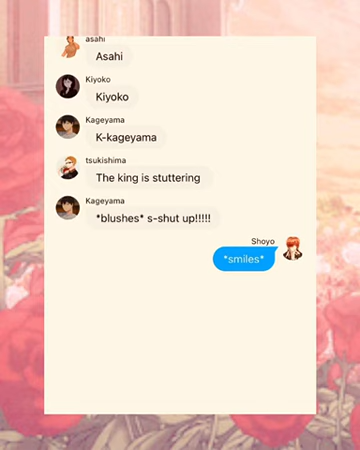 asahi
Asahi
Kiyoko
Kiyoko
Kageyama
K-kageyama
tsukishima
The king is stuttering
Kageyama
*blushes* s-shut up!!!!!
Shoyo
*smiles*